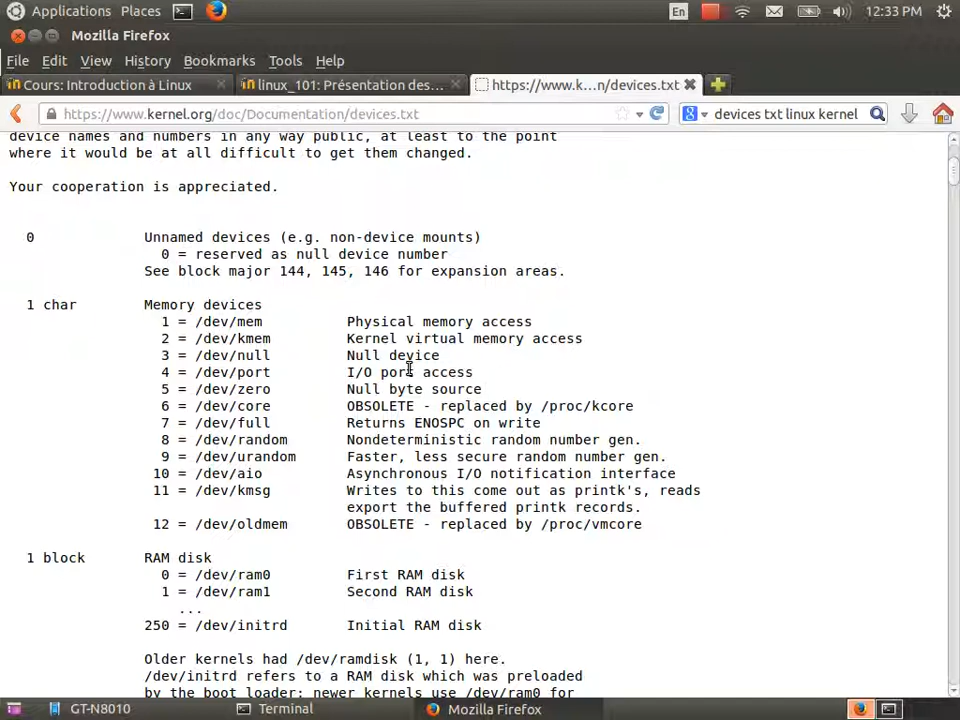 Applications Places En 12:33 PM
Mozilla Firefox
File Edit View History Bookmarks Tools Help
Cours: Introduction à Linux linux_101: Présentation des... https://www.k...n/devices.txt
https://www.kernel.org/doc/Documentation/devices.txt devices txt linux kernel
device names and numbers in any way public, at least to the point
where it would be at all difficult to get them changed.
Your cooperation is appreciated.
0 Unnamed devices (e.g. non-device mounts)
0 = reserved as null device number
See block major 144, 145, 146 for expansion areas.
1 char Memory devices
1 = /dev/mem Physical memory access
2 = /dev/kmem Kernel virtual memory access
3 = /dev/null Null device
4 = /dev/port I/O port access
5 = /dev/zero Null byte source
6 = /dev/core OBSOLETE - replaced by /proc/kcore
7 = /dev/full Returns ENOSPC on write
8 = /dev/random Nondeterministic random number gen.
9 = /dev/urandom Faster, less secure random number gen.
10 = /dev/aio Asynchronous I/O notification interface
11 = /dev/kmsg Writes to this come out as printk's, reads
export the buffered printk records.
12 = /dev/oldmem OBSOLETE - replaced by /proc/vmcore
1 block RAM disk
0 = /dev/ram0 First RAM disk
1 = /dev/ram1 Second RAM disk
...
250 = /dev/initrd Initial RAM disk
Older kernels had /dev/ramdisk (1, 1) here.
/dev/initrd refers to a RAM disk which was preloaded
by the boot loader; newer kernels use /dev/ram0 for
GT-N8010 Terminal Mozilla Firefox